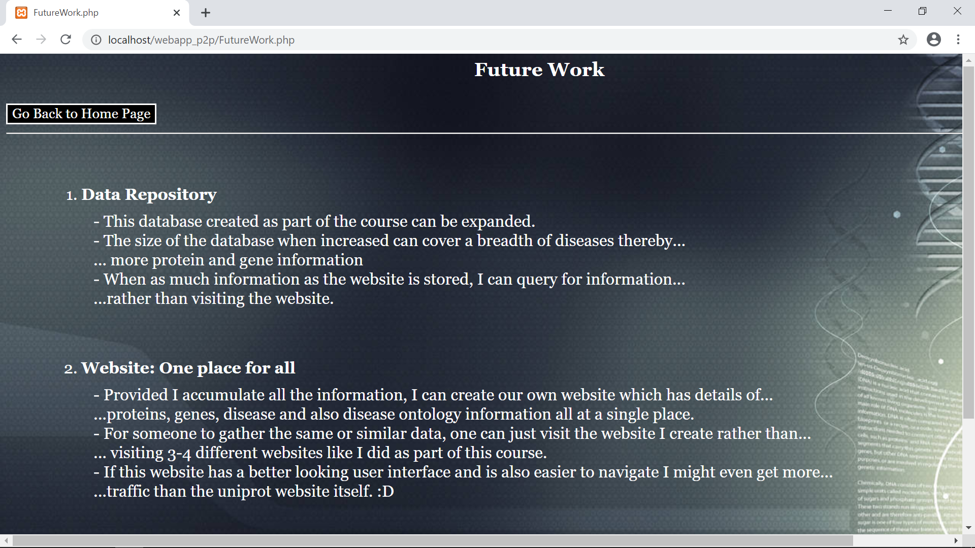 FutureWork.php
localhost/webapp_p2p/FutureWork.php
Future Work
Go Back to Home Page
1. Data Repository
- This database created as part of the course can be expanded.
- The size of the database when increased can cover a breadth of diseases thereby...
... more protein and gene information
- When as much information as the website is stored, I can query for information...
...rather than visiting the website.
2. Website: One place for all
- Provided I accumulate all the information, I can create our own website which has details of...
...proteins, genes, disease and also disease ontology information all at a single place.
- For someone to gather the same or similar data, one can just visit the website I create rather than...
... visiting 3-4 different websites like I did as part of this course.
- If this website has a better looking user interface and is also easier to navigate I might even get more...
...traffic than the uniprot website itself. :D